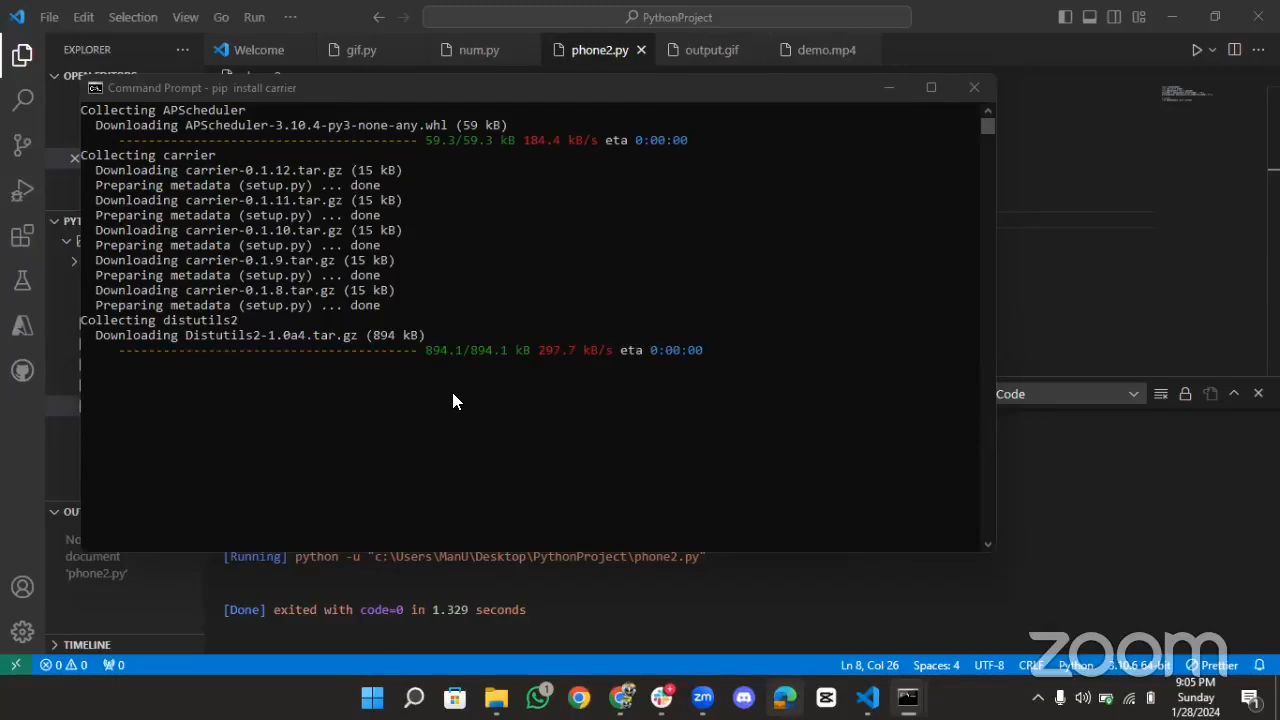 File Edit Selection View Go Run ··· PythonProject
EXPLORER ··· Welcome gif.py num.py phone2.py output.gif demo.mp4
Command Prompt - pip install carrier
Collecting APScheduler
Downloading APScheduler-3.10.4-py3-none-any.whl (59 kB)
---------------------------------------- 59.3/59.3 kB 184.4 kB/s eta 0:00:00
Collecting carrier
Downloading carrier-0.1.12.tar.gz (15 kB)
Preparing metadata (setup.py) ... done
Downloading carrier-0.1.11.tar.gz (15 kB)
Preparing metadata (setup.py) ... done
Downloading carrier-0.1.10.tar.gz (15 kB)
Preparing metadata (setup.py) ... done
Downloading carrier-0.1.9.tar.gz (15 kB)
Preparing metadata (setup.py) ... done
Downloading carrier-0.1.8.tar.gz (15 kB)
Preparing metadata (setup.py) ... done
Collecting distutils2
Downloading Distutils2-1.0a4.tar.gz (894 kB)
---------------------------------------- 894.1/894.1 kB 297.7 kB/s eta 0:00:00
Code
No
document
'phone2.py'
[Running] python -u "c:\Users\ManU\Desktop\PythonProject\phone2.py"
[Done] exited with code=0 in 1.329 seconds
TIMELINE
zoom
0 0 0 Ln 8, Col 26 Spaces: 4 UTF-8 CRLF Python 3.10.6 64-bit Prettier
9:05 PM
Sunday
1/28/2024